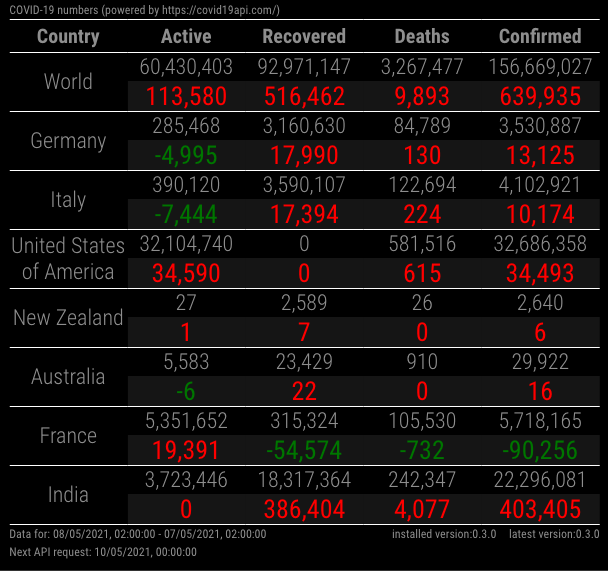 COVID-19 numbers (powered by https://covid19api.com/)
Country Active Recovered Deaths Confirmed
World 60,430,403 92,971,147 3,267,477 156,669,027
113,580 516,462 9,893 639,935
Germany 285,468 3,160,630 84,789 3,530,887
-4,995 17,990 130 13,125
Italy 390,120 3,590,107 122,694 4,102,921
-7,444 17,394 224 10,174
United States of America 32,104,740 0 581,516 32,686,358
34,590 0 615 34,493
New Zealand 27 2,589 26 2,640
1 7 0 6
Australia 5,583 23,429 910 29,922
-6 22 0 16
France 5,351,652 315,324 105,530 5,718,165
19,391 -54,574 -732 -90,256
India 3,723,446 18,317,364 242,347 22,296,081
0 386,404 4,077 403,405
Data for: 08/05/2021, 02:00:00 - 07/05/2021, 02:00:00 installed version:0.3.0 latest version:0.3.0
Next API request: 10/05/2021, 00:00:00